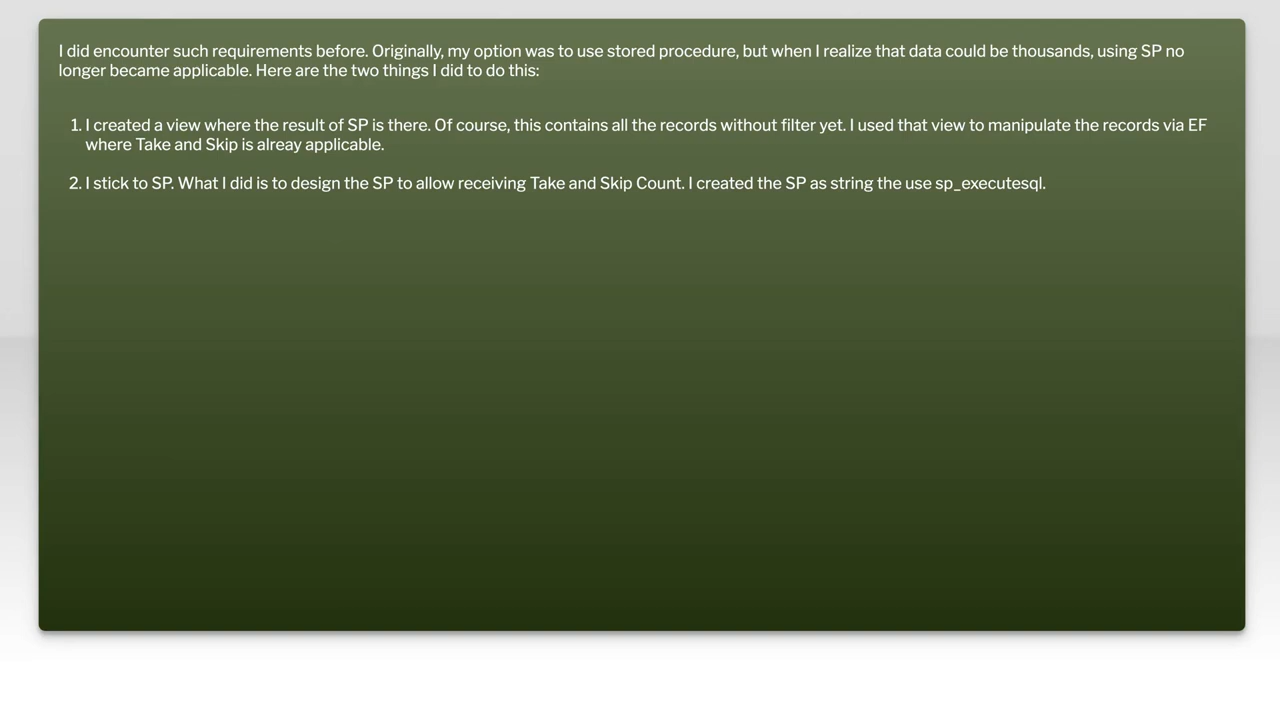 I did encounter such requirements before. Originally, my option was to use stored procedure, but when I realize that data could be thousands, using SP no
longer became applicable. Here are the two things I did to do this:
1. I created a view where the result of SP is there. Of course, this contains all the records without filter yet. I used that view to manipulate the records via EF
where Take and Skip is alreay applicable.
2. I stick to SP. What I did is to design the SP to allow receiving Take and Skip Count. I created the SP as string the use sp_executesql.